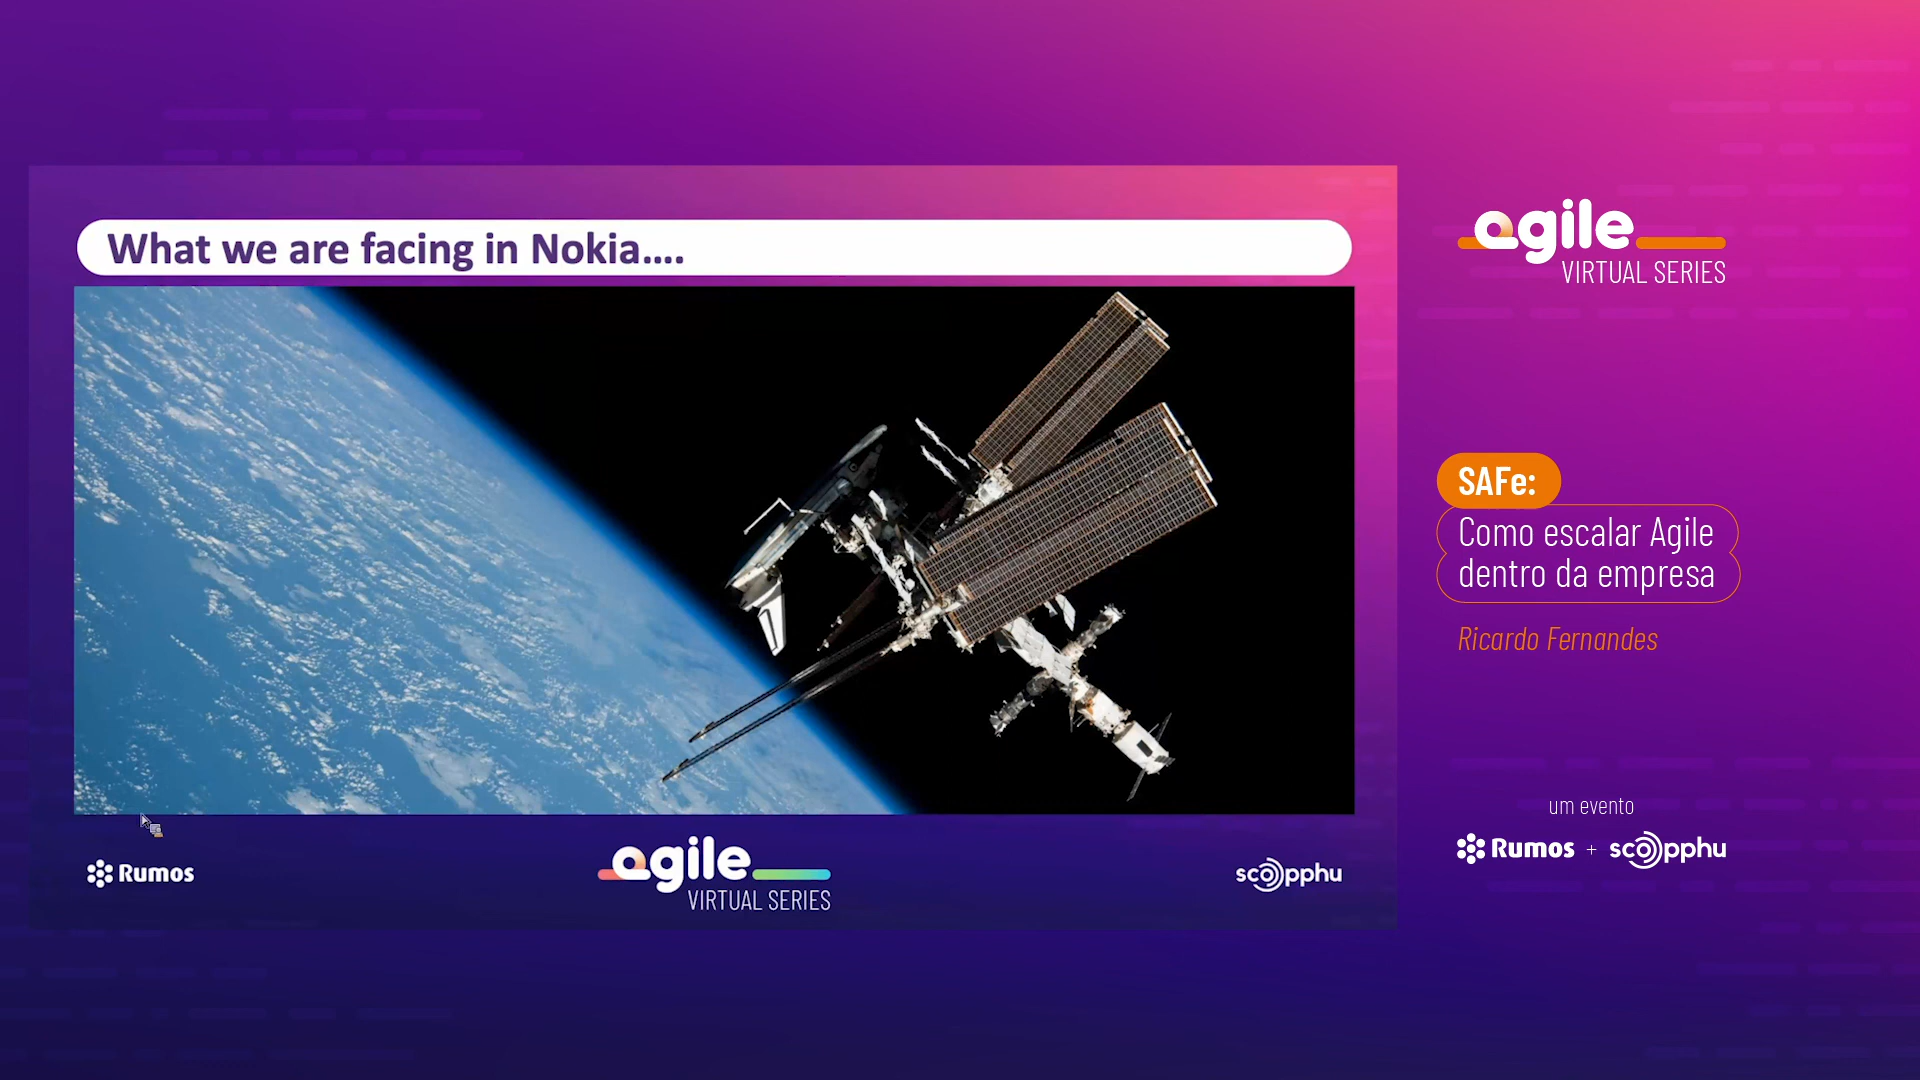 What we are facing in Nokia....
Rumos
agile
VIRTUAL SERIES
scopphu
agile
VIRTUAL SERIES
SAFe:
Como escalar Agile
dentro da empresa
Ricardo Fernandes
um evento
Rumos + scopphu